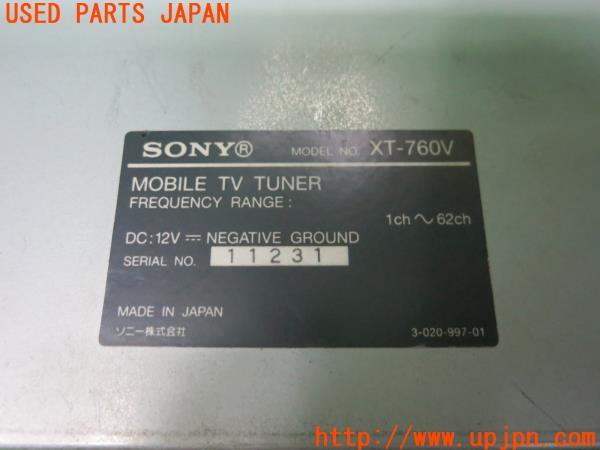 USED PARTS JAPAN
SONY® MODEL NO. XT-760V
MOBILE TV TUNER
FREQUENCY RANGE :
1ch～62ch
DC:12V ⎓ NEGATIVE GROUND
SERIAL NO. 11231
MADE IN JAPAN
ソニー株式会社 3-020-997-01
http://www.upjpn.com